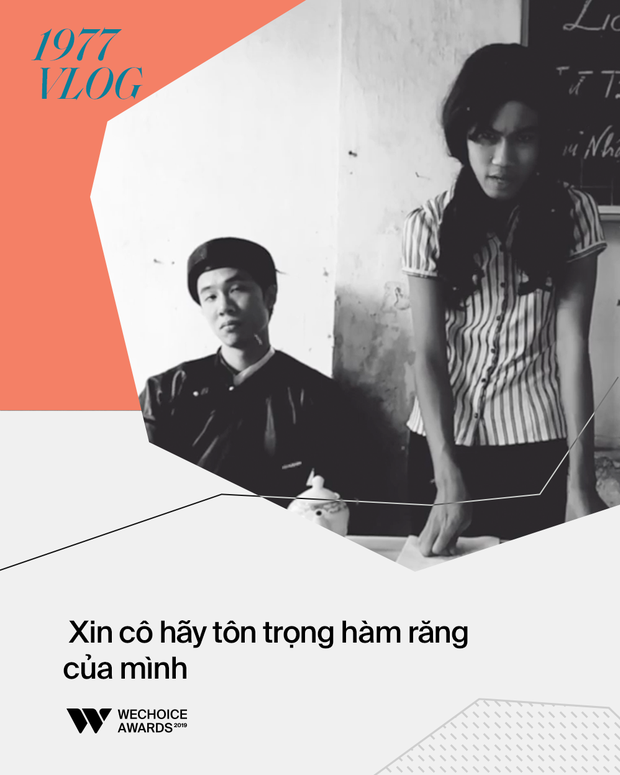 1977
VLOG
Xin cô hãy tôn trọng hàm răng
của mình
WECHOICE
AWARDS 2019